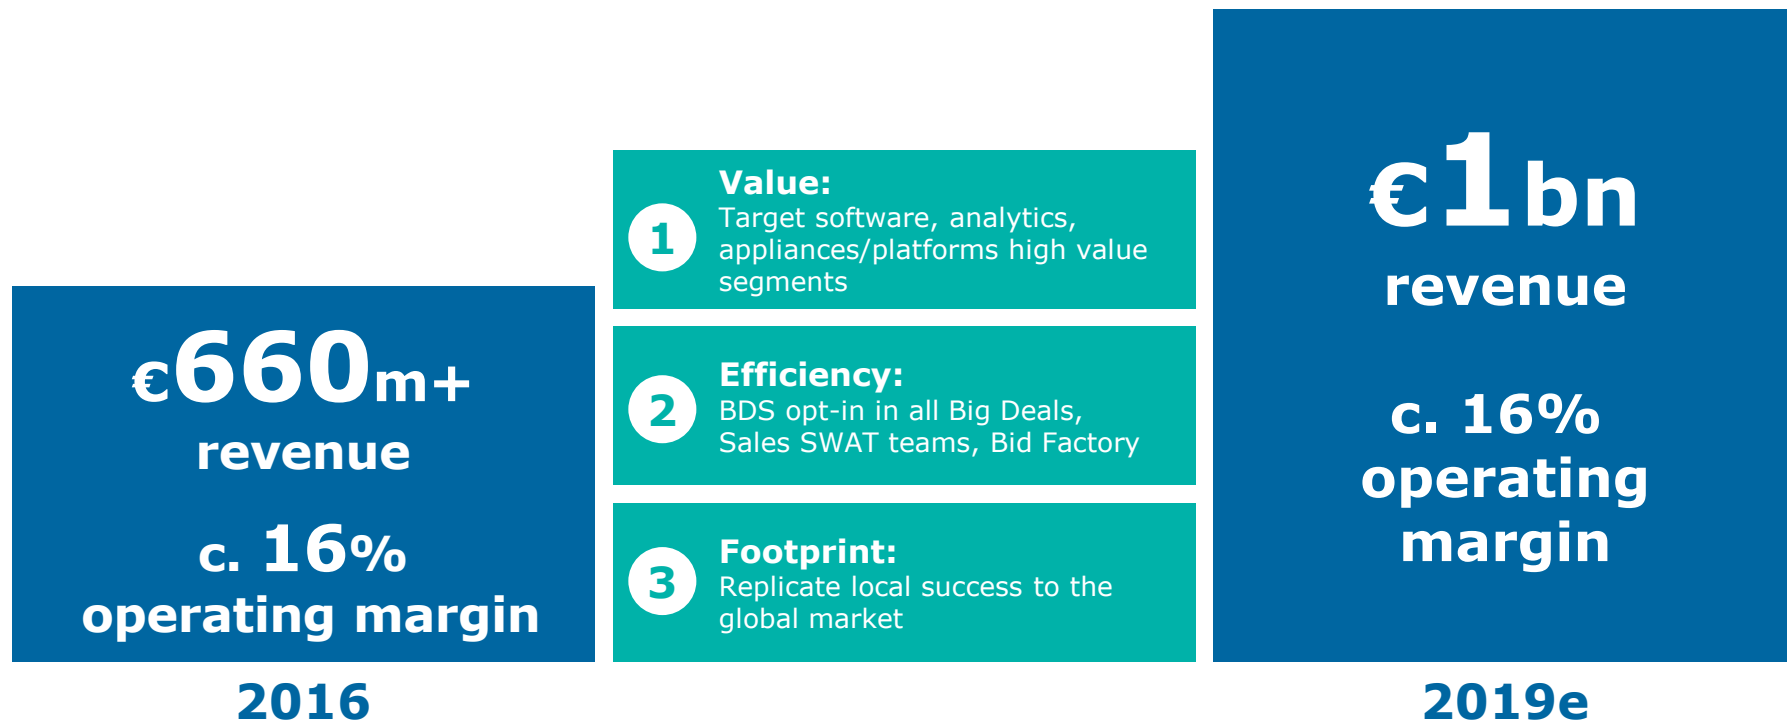 €660m+
revenue
c. 16%
operating margin
2016
1
Value:
Target software, analytics,
appliances/platforms high value
segments
2
Efficiency:
BDS opt-in in all Big Deals,
Sales SWAT teams, Bid Factory
3
Footprint:
Replicate local success to the
global market
€1bn
revenue
c. 16%
operating
margin
2019e